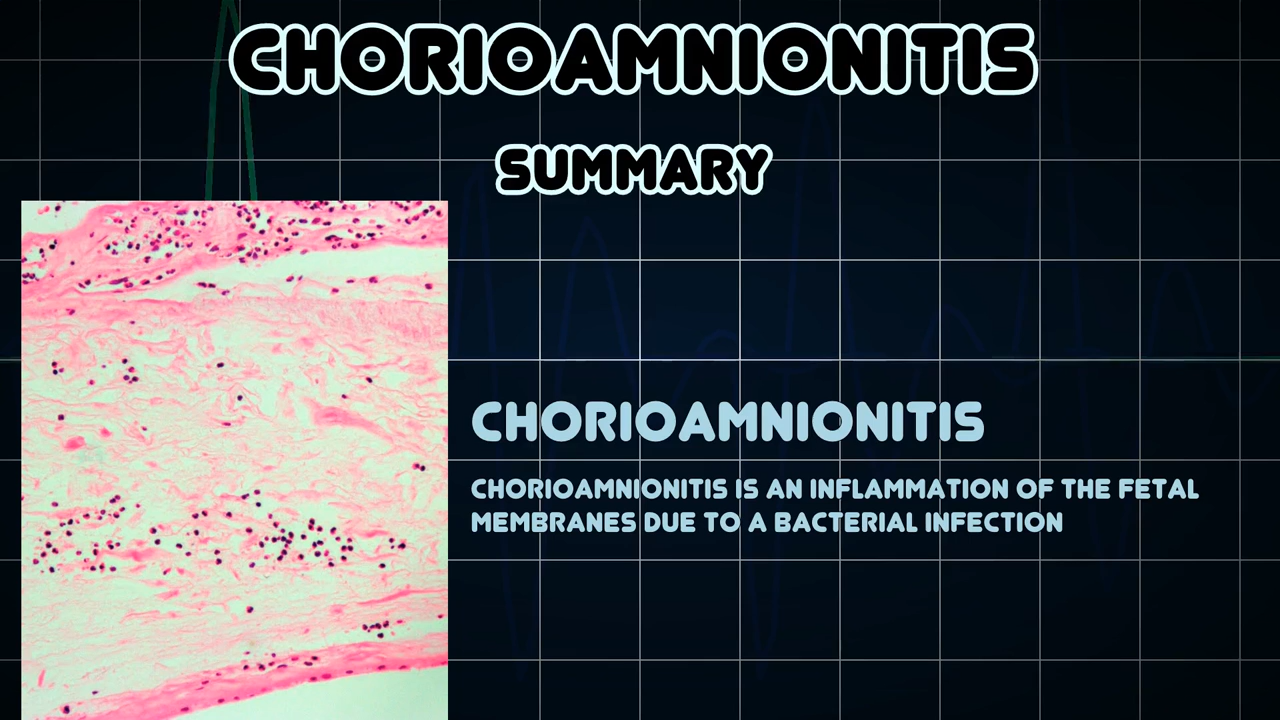 CHORIOAMNIONITIS
SUMMARY
CHORIOAMNIONITIS
CHORIOAMNIONITIS IS AN INFLAMMATION OF THE FETAL
MEMBRANES DUE TO A BACTERIAL INFECTION